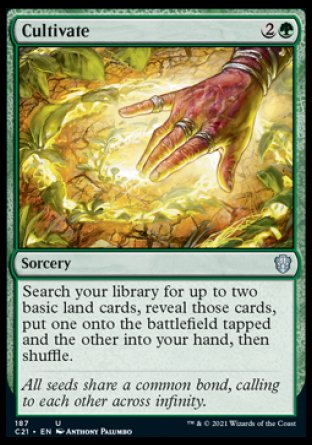 Cultivate 2
Sorcery
Search your library for up to two
basic land cards, reveal those cards,
put one onto the battlefield tapped
and the other into your hand, then
shuffle.
All seeds share a common bond, calling
to each other across infinity.
187 U
C21 • EN Anthony Palumbo ™ & © 2021 Wizards of the Coast